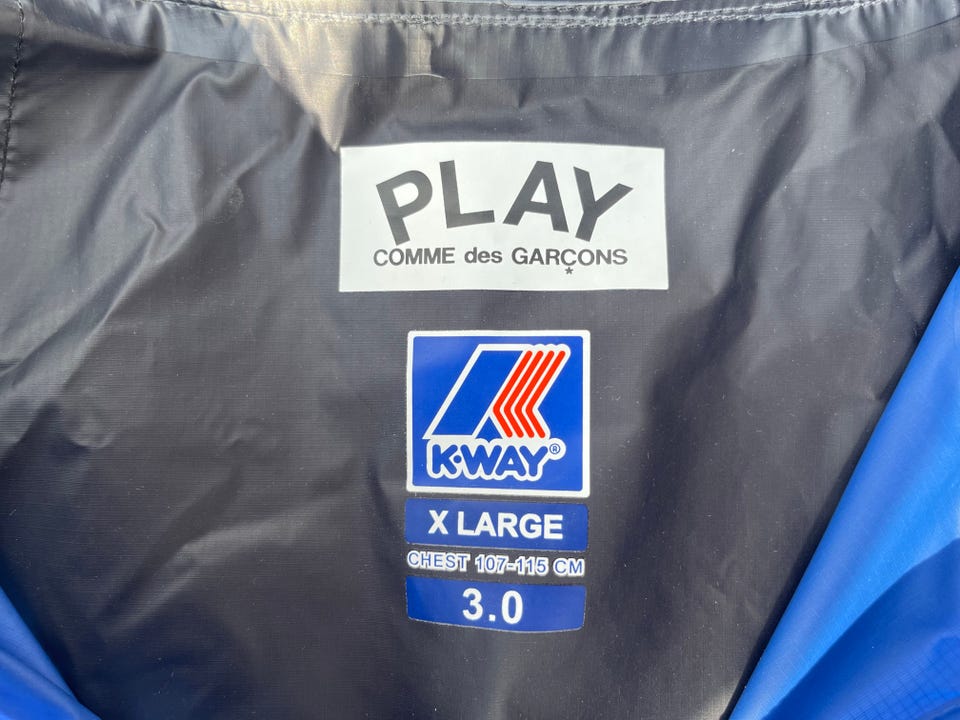 PLAY
COMME des GARÇONS
*
K·WAY®
X LARGE
CHEST 107-115 CM
3.0